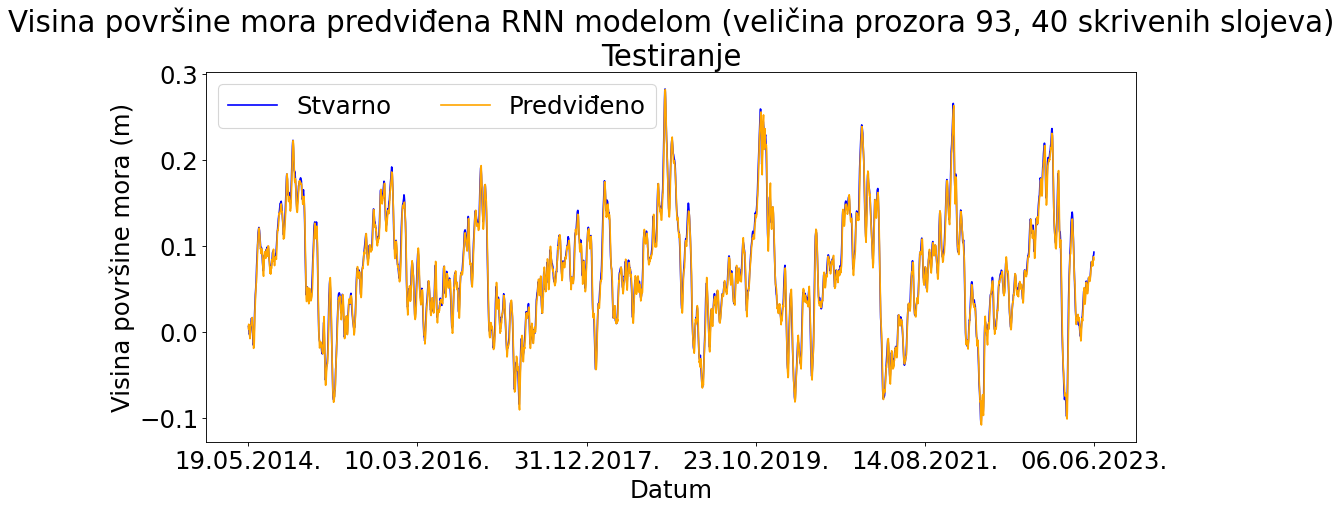 Visina površine mora predviđena RNN modelom (veličina prozora 93, 40 skrivenih slojeva)
Testiranje
Stvarno Predviđeno
Visina površine mora (m)
0.3
0.2
0.1
0.0
−0.1
19.05.2014. 10.03.2016. 31.12.2017. 23.10.2019. 14.08.2021. 06.06.2023.
Datum